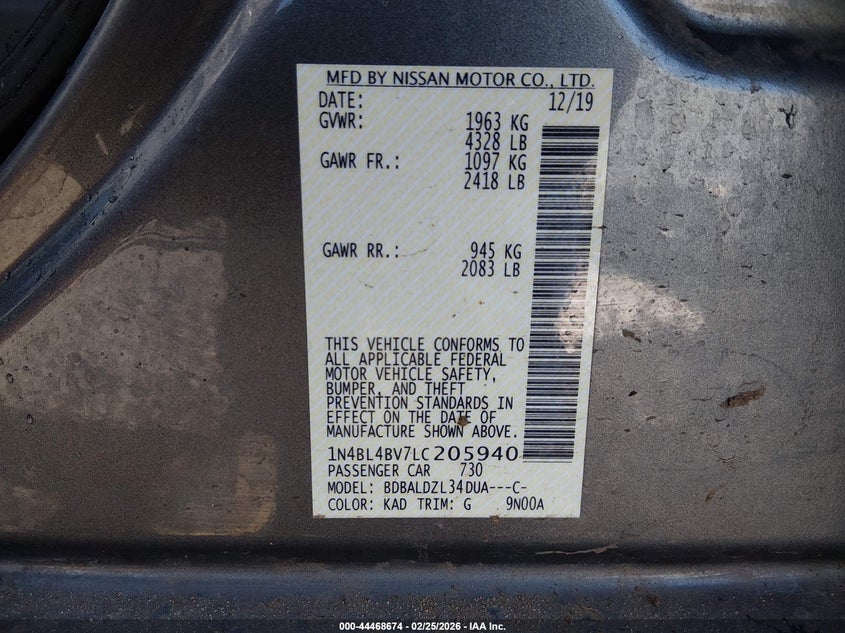 MFD BY NISSAN MOTOR CO., LTD.
DATE: 12/19
GVWR: 1963 KG
4328 LB
GAWR FR.: 1097 KG
2418 LB
GAWR RR.: 945 KG
2083 LB
THIS VEHICLE CONFORMS TO
ALL APPLICABLE FEDERAL
MOTOR VEHICLE SAFETY,
BUMPER, AND THEFT
PREVENTION STANDARDS IN
EFFECT ON THE DATE OF
MANUFACTURE SHOWN ABOVE.
1N4BL4BV7LC205940
PASSENGER CAR 730
MODEL: BDBALDZL34DUA---C-
COLOR: KAD TRIM: G 9N00A
000-44468674 / 02/25/2026 - IAA Inc.